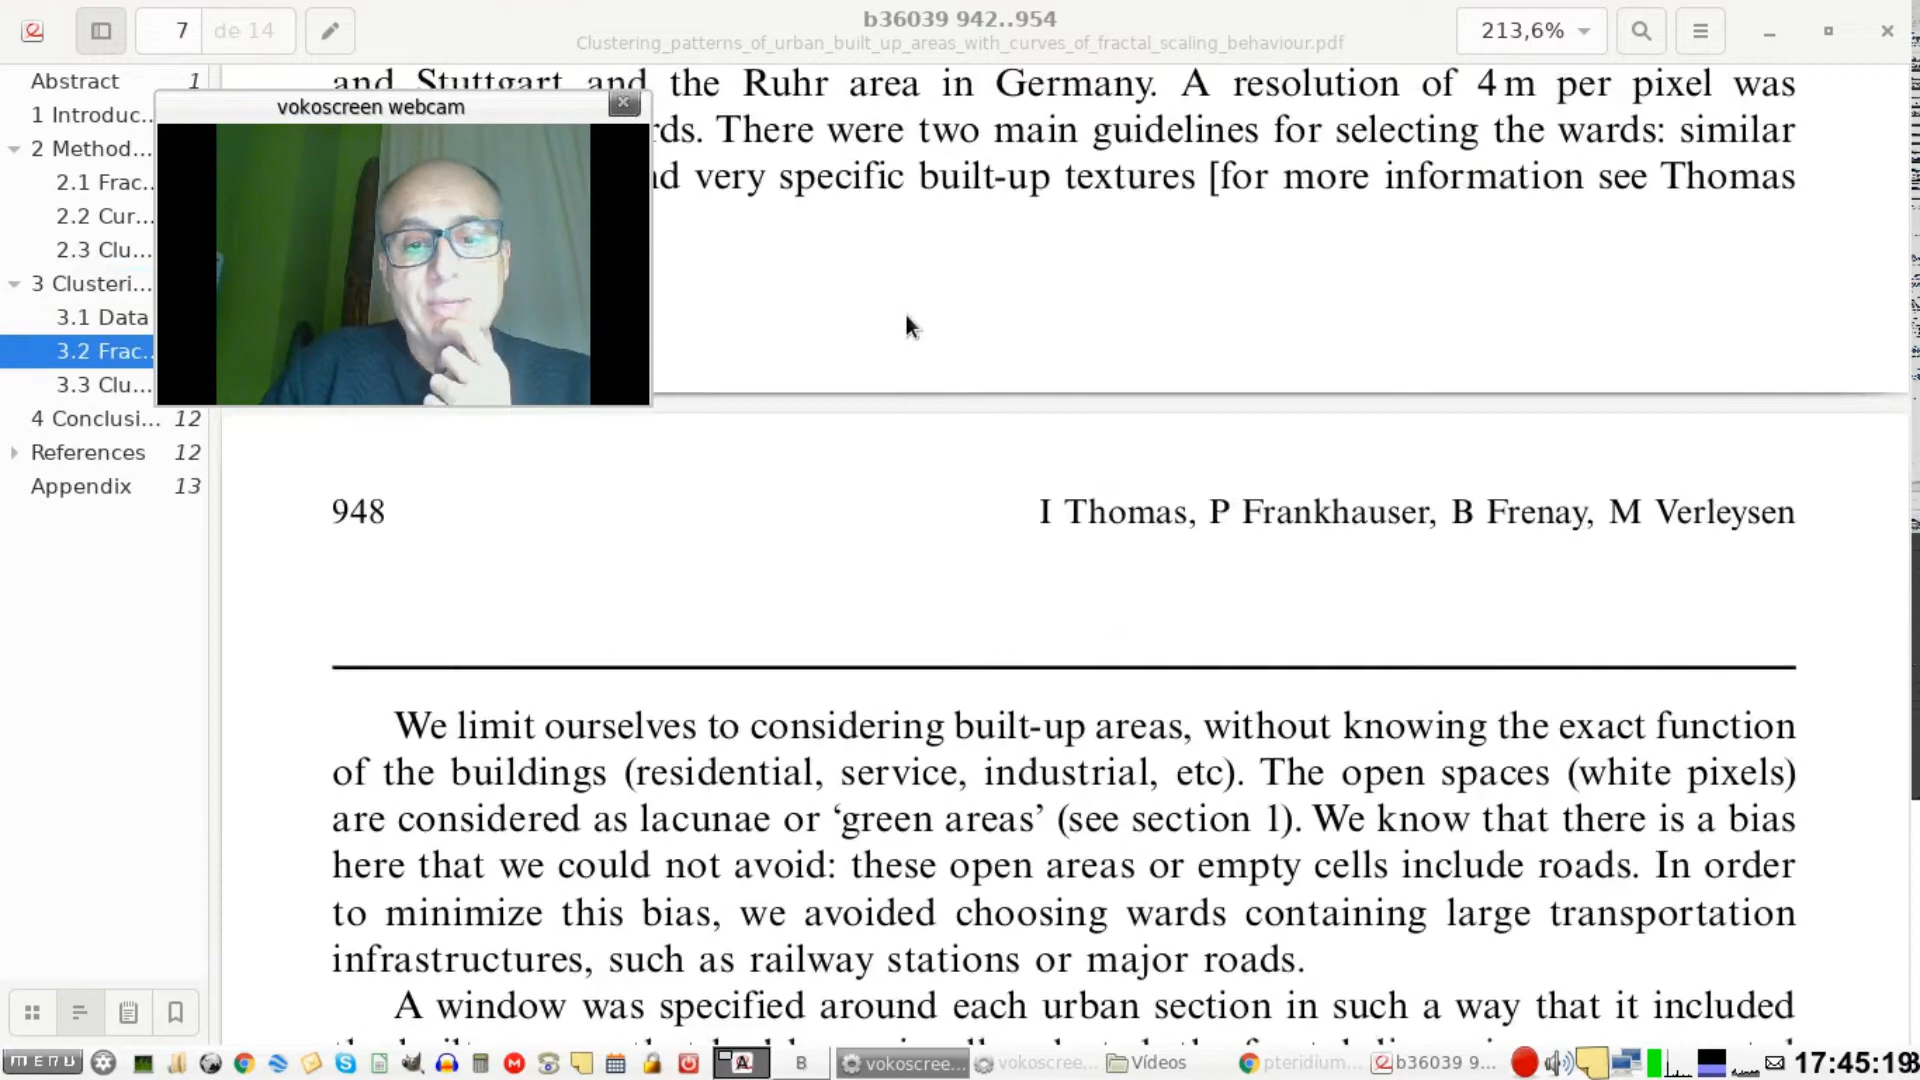 7
de 14
b36039 942..954
Clustering_patterns_of_urban_built_up_areas_with_curves_of_fractal_scaling_behaviour.pdf
213,6%
Abstract 1
1 Introduc...
2 Method...
2.1 Frac...
2.2 Cur...
2.3 Clu...
3 Clusteri...
3.1 Data
3.2 Frac...
3.3 Clu...
4 Conclusi... 12
References 12
Appendix 13
vokoscreen webcam
and Stuttgart and the Ruhr area in Germany. A resolution of 4 m per pixel was
rds. There were two main guidelines for selecting the wards: similar
nd very specific built-up textures [for more information see Thomas
948
I Thomas, P Frankhauser, B Frenay, M Verleysen
We limit ourselves to considering built-up areas, without knowing the exact function
of the buildings (residential, service, industrial, etc). The open spaces (white pixels)
are considered as lacunae or ‘green areas’ (see section 1). We know that there is a bias
here that we could not avoid: these open areas or empty cells include roads. In order
to minimize this bias, we avoided choosing wards containing large transportation
infrastructures, such as railway stations or major roads.
A window was specified around each urban section in such a way that it included
MENU
A
B
vokoscree...
vokoscree...
Vídeos
pteridium...
b36039 9...
17:45:19